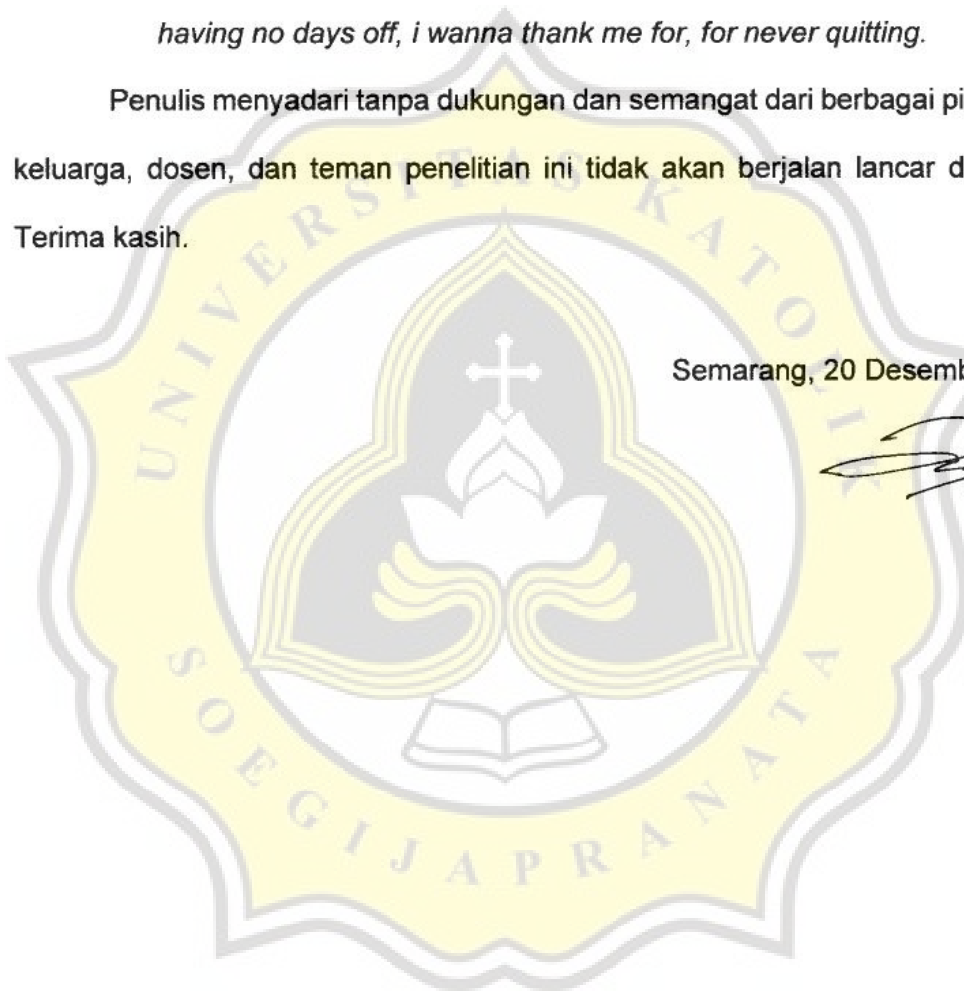 having no days off, i wanna thank me for, for never quitting.
Penulis menyadari tanpa dukungan dan semangat dari berbagai pi
keluarga, dosen, dan teman penelitian ini tidak akan berjalan lancar d
Terima kasih.
Semarang, 20 Desemb
UNIVERSITAS KATOLIK
SOEGIJAPRANATA